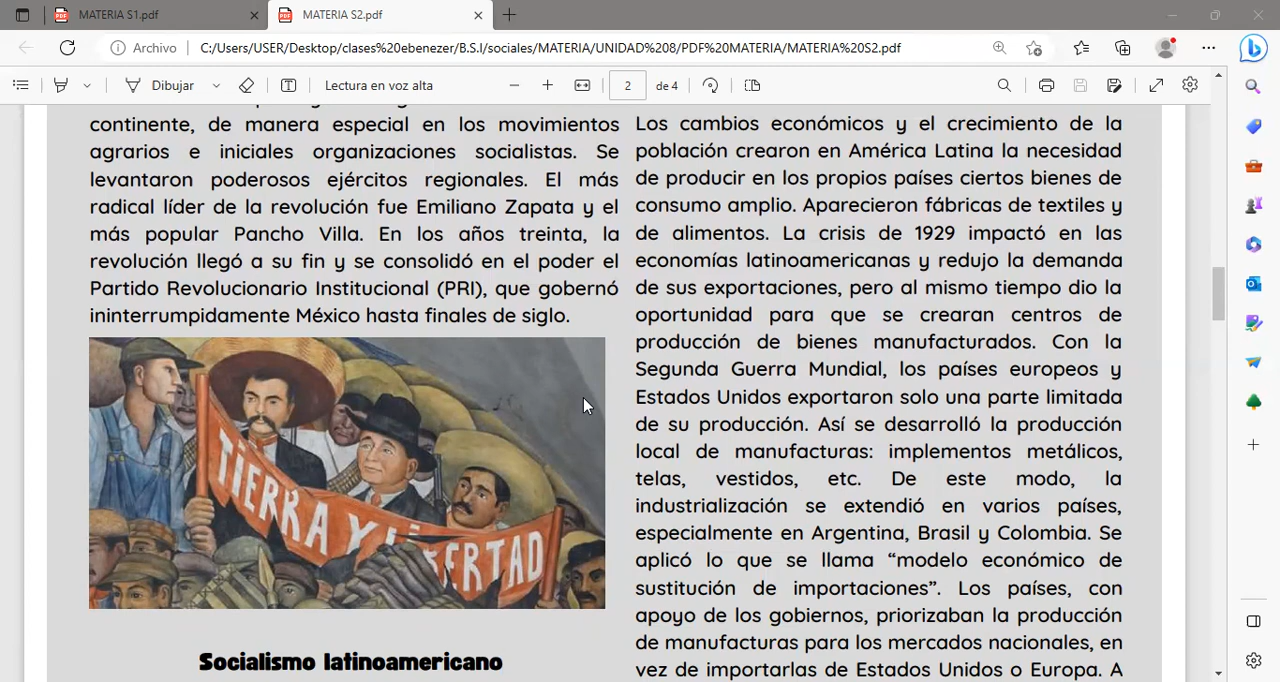 MATERIA S1.pdf
MATERIA S2.pdf
Archivo
C:/Users/USER/Desktop/clases%20ebenezer/B.S.I/sociales/MATERIA/UNIDAD%208/PDF%20MATERIA/MATERIA%20S2.pdf
Dibujar
Lectura en voz alta
2
de 4
continente, de manera especial en los movimientos
agrarios e iniciales organizaciones socialistas. Se
levantaron poderosos ejércitos regionales. El más
radical líder de la revolución fue Emiliano Zapata y el
más popular Pancho Villa. En los años treinta, la
revolución llegó a su fin y se consolidó en el poder el
Partido Revolucionario Institucional (PRI), que gobernó
ininterrumpidamente México hasta finales de siglo.
TIERRA Y
Socialismo latinoamericano
Los cambios económicos y el crecimiento de la
población crearon en América Latina la necesidad
de producir en los propios países ciertos bienes de
consumo amplio. Aparecieron fábricas de textiles y
de alimentos. La crisis de 1929 impactó en las
economías latinoamericanas y redujo la demanda
de sus exportaciones, pero al mismo tiempo dio la
oportunidad para que se crearan centros de
producción de bienes manufacturados. Con la
Segunda Guerra Mundial, los países europeos y
Estados Unidos exportaron solo una parte limitada
de su producción. Así se desarrolló la producción
local de manufacturas: implementos metálicos,
telas, vestidos, etc. De este modo, la
industrialización se extendió en varios países,
especialmente en Argentina, Brasil y Colombia. Se
aplicó lo que se llama “modelo económico de
sustitución de importaciones”. Los países, con
apoyo de los gobiernos, priorizaban la producción
de manufacturas para los mercados nacionales, en
vez de importarlas de Estados Unidos o Europa. A